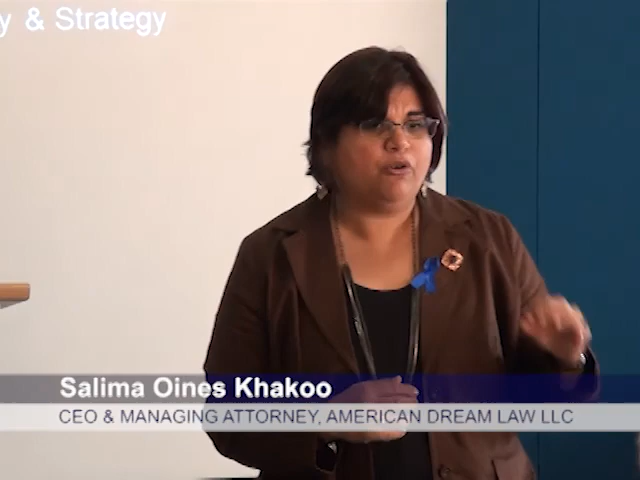 y & Strategy
Salima Oines Khakoo
CEO & MANAGING ATTORNEY, AMERICAN DREAM LAW LLC